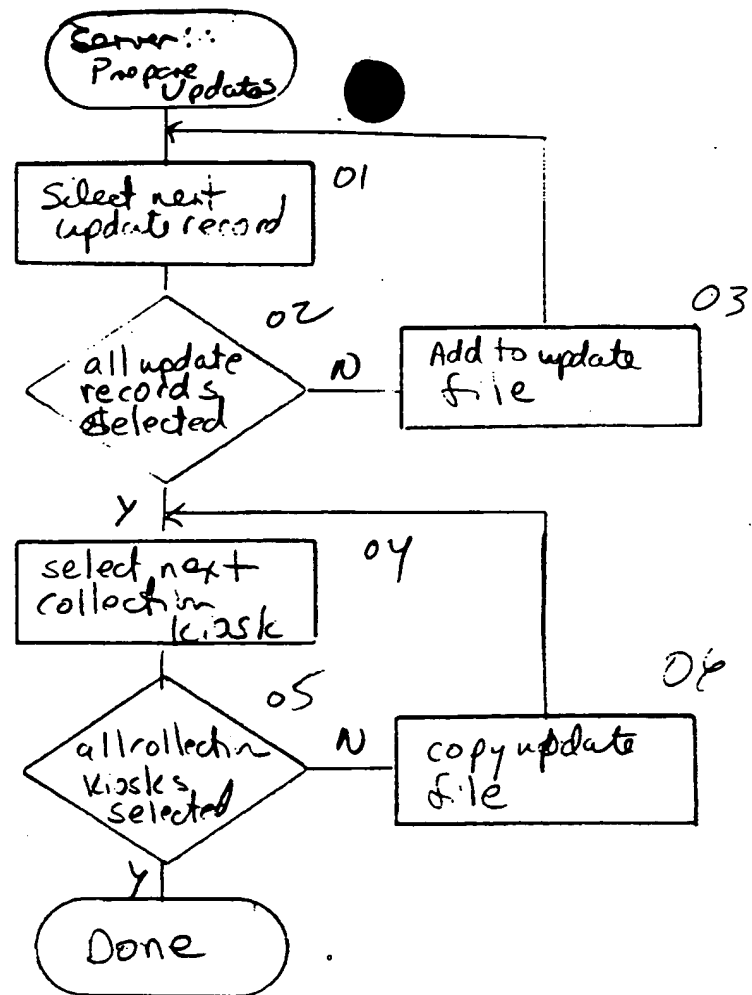 Server::
Prepare
Updates
01
Select next
update record
02
all update
records
selected
N
03
Add to update
file
Y
04
select next
collection
kiosk
05
all collection
kiosks
selected
N
06
copy update
file
Y
Done